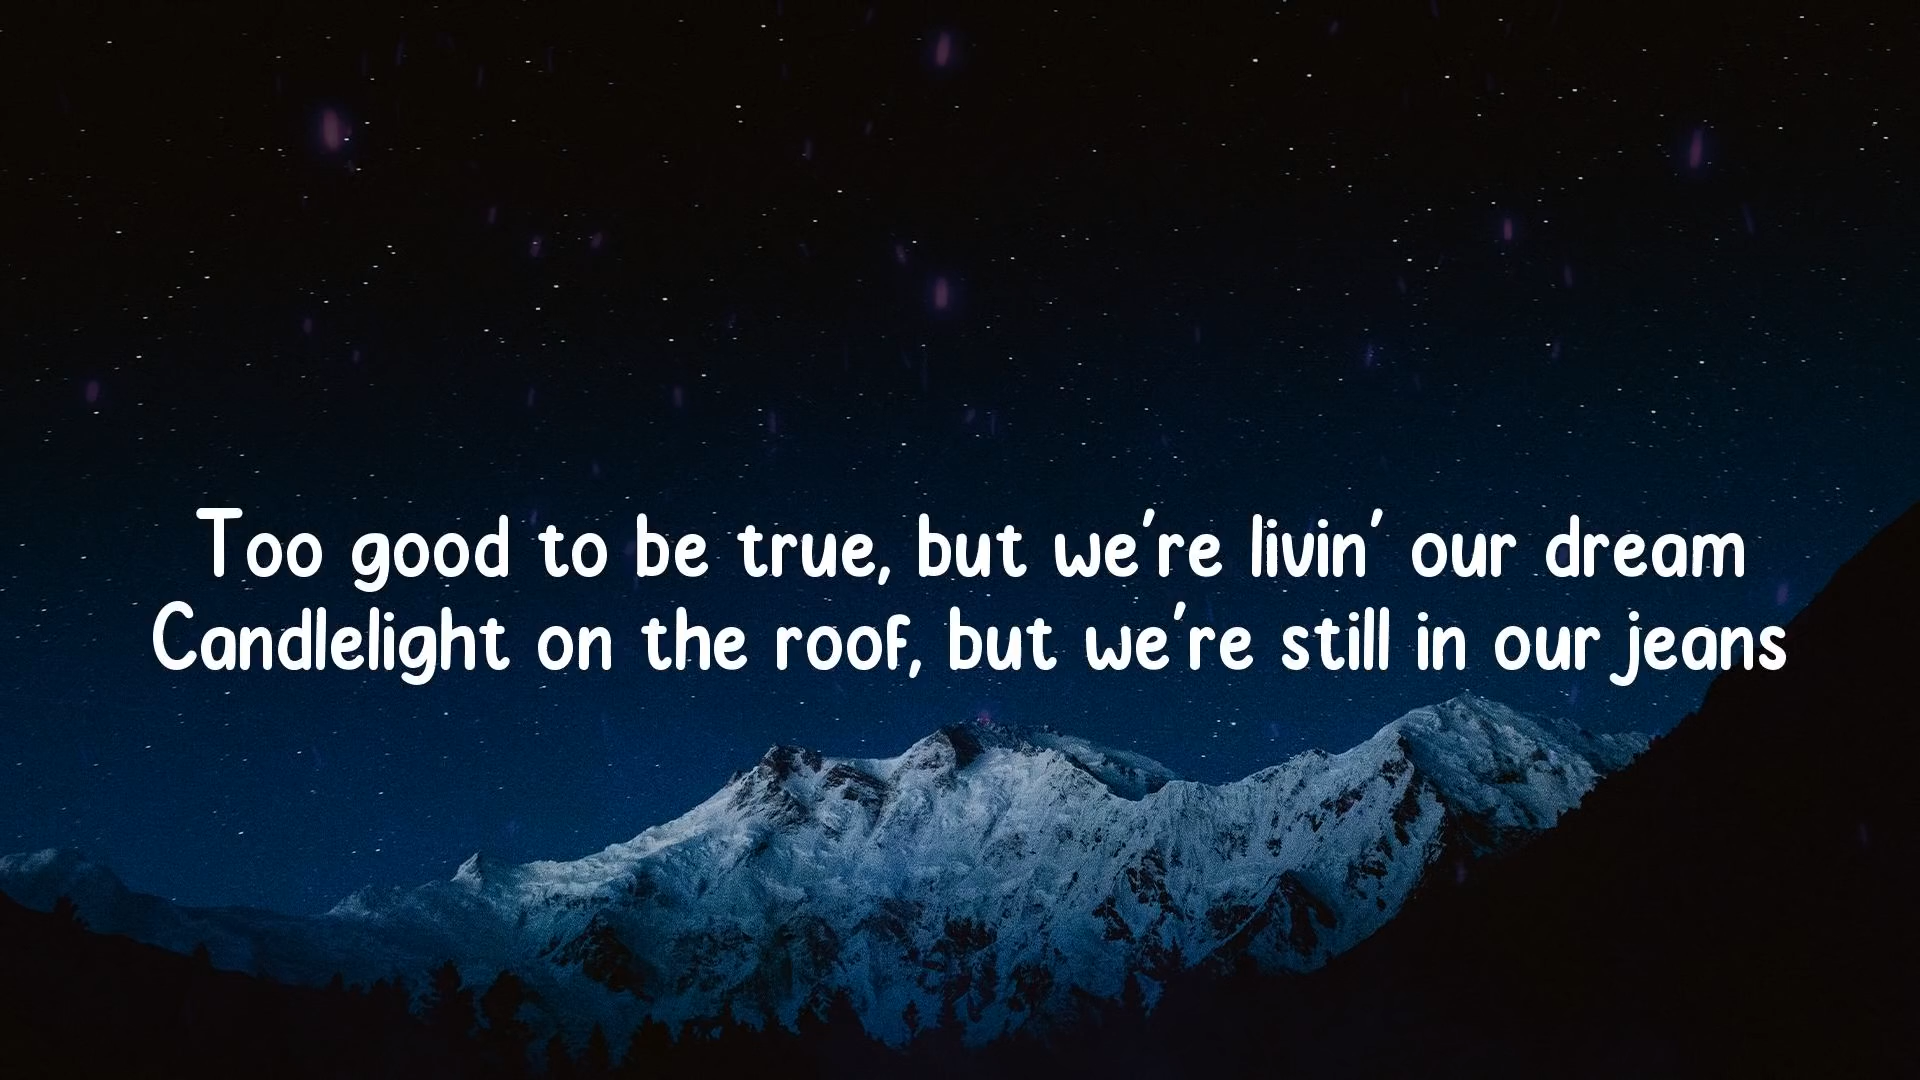 Too good to be true, but we're livin' our dream
Candlelight on the roof, but we're still in our jeans